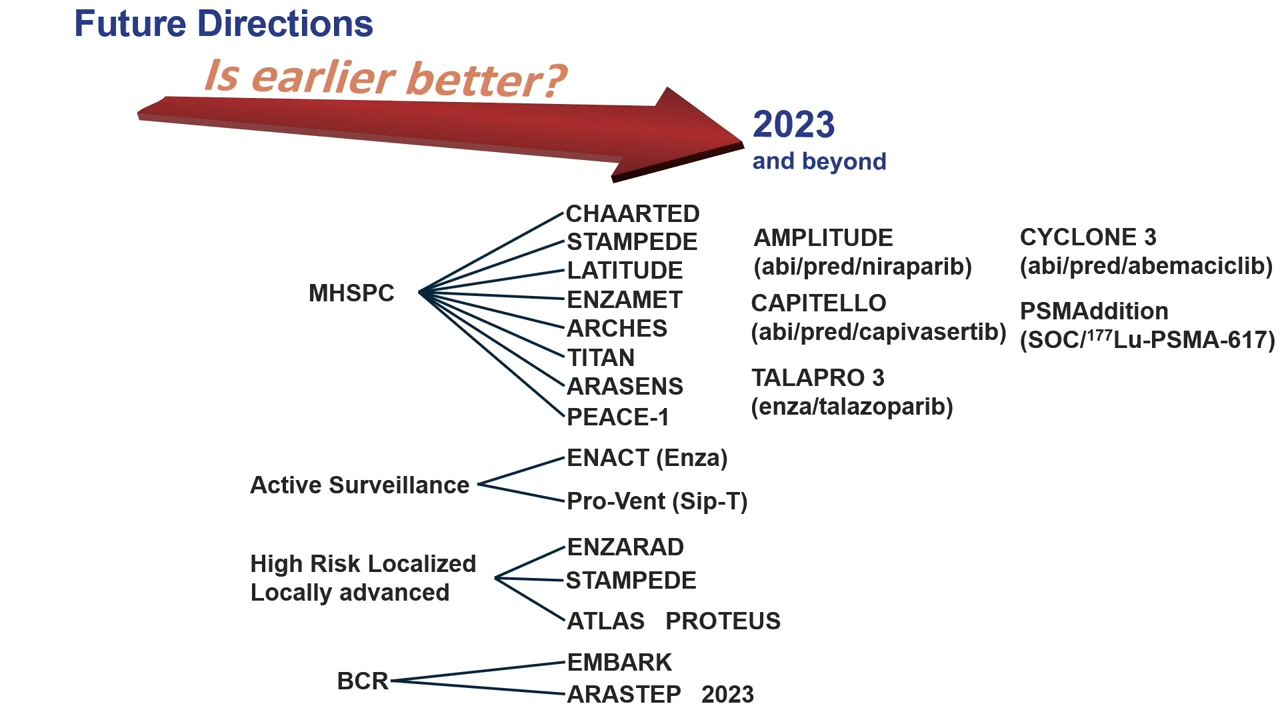 Future Directions
Is earlier better?
2023
and beyond
MHSPC
CHAARTED
STAMPEDE
LATITUDE
ENZAMET
ARCHES
TITAN
ARASENS
PEACE-1
AMPLITUDE
(abi/pred/niraparib)
CAPITELLO
(abi/pred/capivasertib)
TALAPRO 3
(enza/talazoparib)
CYCLONE 3
(abi/pred/abemaciclib)
PSMAddition
(SOC/¹⁷⁷Lu-PSMA-617)
Active Surveillance
ENACT (Enza)
Pro-Vent (Sip-T)
High Risk Localized
Locally advanced
ENZARAD
STAMPEDE
ATLAS PROTEUS
BCR
EMBARK
ARASTEP 2023